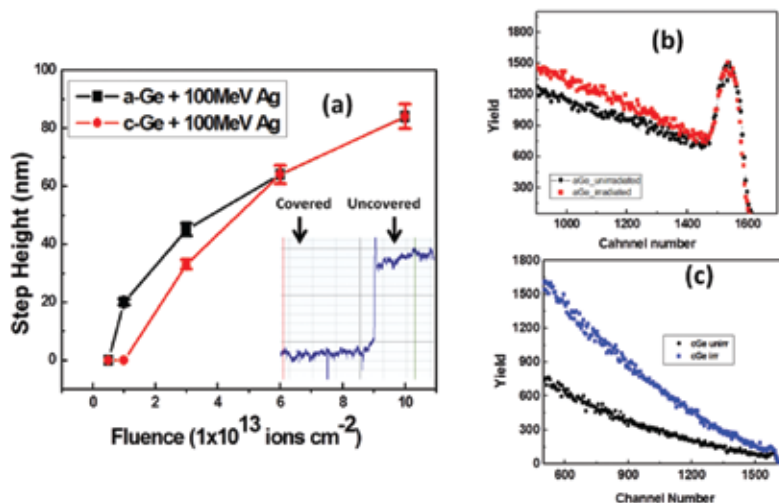 (a)
a-Ge + 100MeV Ag
c-Ge + 100MeV Ag
Covered Uncovered
100
80
60
40
20
0
Step Height (nm)
0 2 4 6 8 10
Fluence (1x10¹³ ions cm⁻²)
(b)
1800
1500
1200
900
600
300
Yield
aGe_unirradiated
aGe_irradiated
1000 1200 1400 1600
Cahnnel number
(c)
1800
1500
1200
900
600
300
0
Yield
cGe unirr
cGe irr
600 900 1200 1500
Channel Number